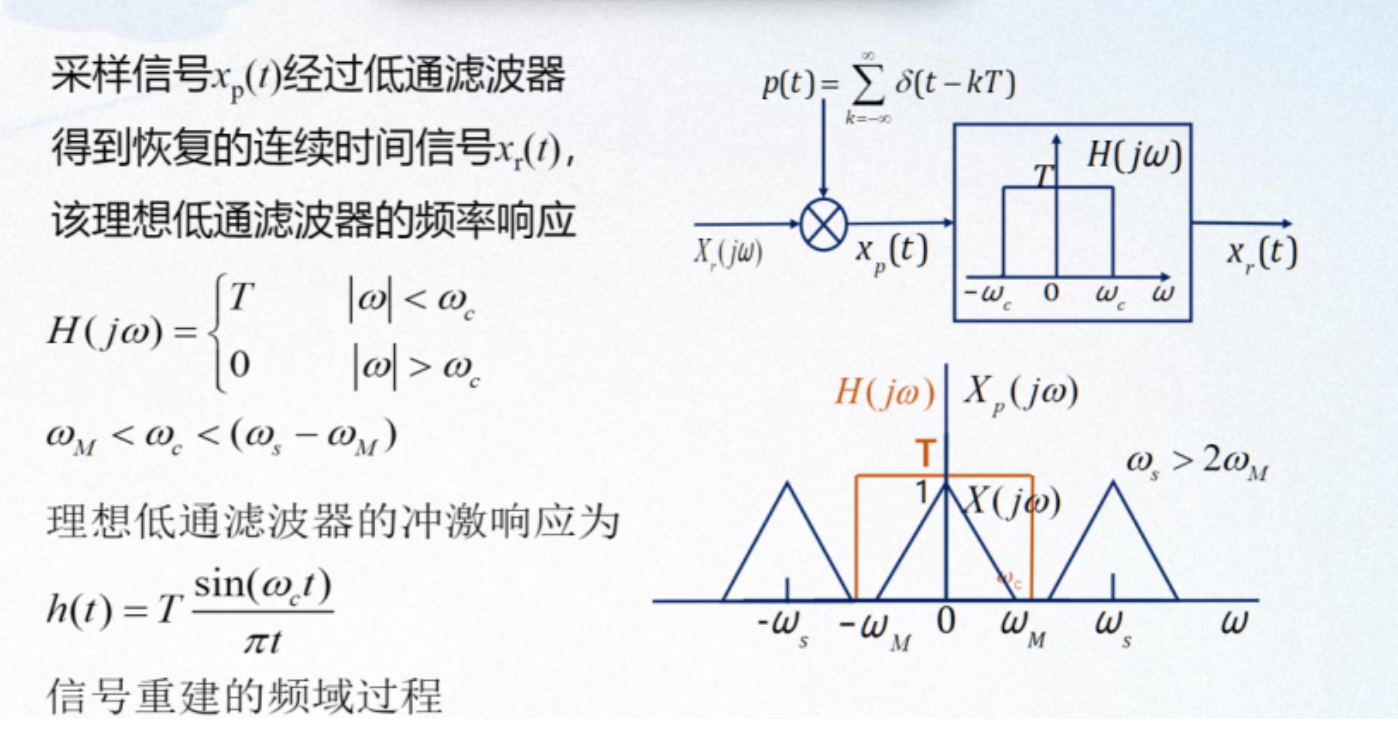 采样信号xp(t)经过低通滤波器
得到恢复的连续时间信号xr(t),
该理想低通滤波器的频率响应
H(jω) = { T |ω| < ωc
0 |ω| > ωc
ωM < ωc < (ωs − ωM)
理想低通滤波器的冲激响应为
h(t) = T sin(ωct) / πt
信号重建的频域过程
p(t) = ∑ δ(t − kT)
∞
k=−∞
Xr(jω)
xp(t)
H(jω)
T
-ωc 0 ωc ω
xr(t)
H(jω) Xp(jω)
T
1
X(jω)
ωs > 2ωM
ωc
-ωs -ωM 0 ωM ωs ω